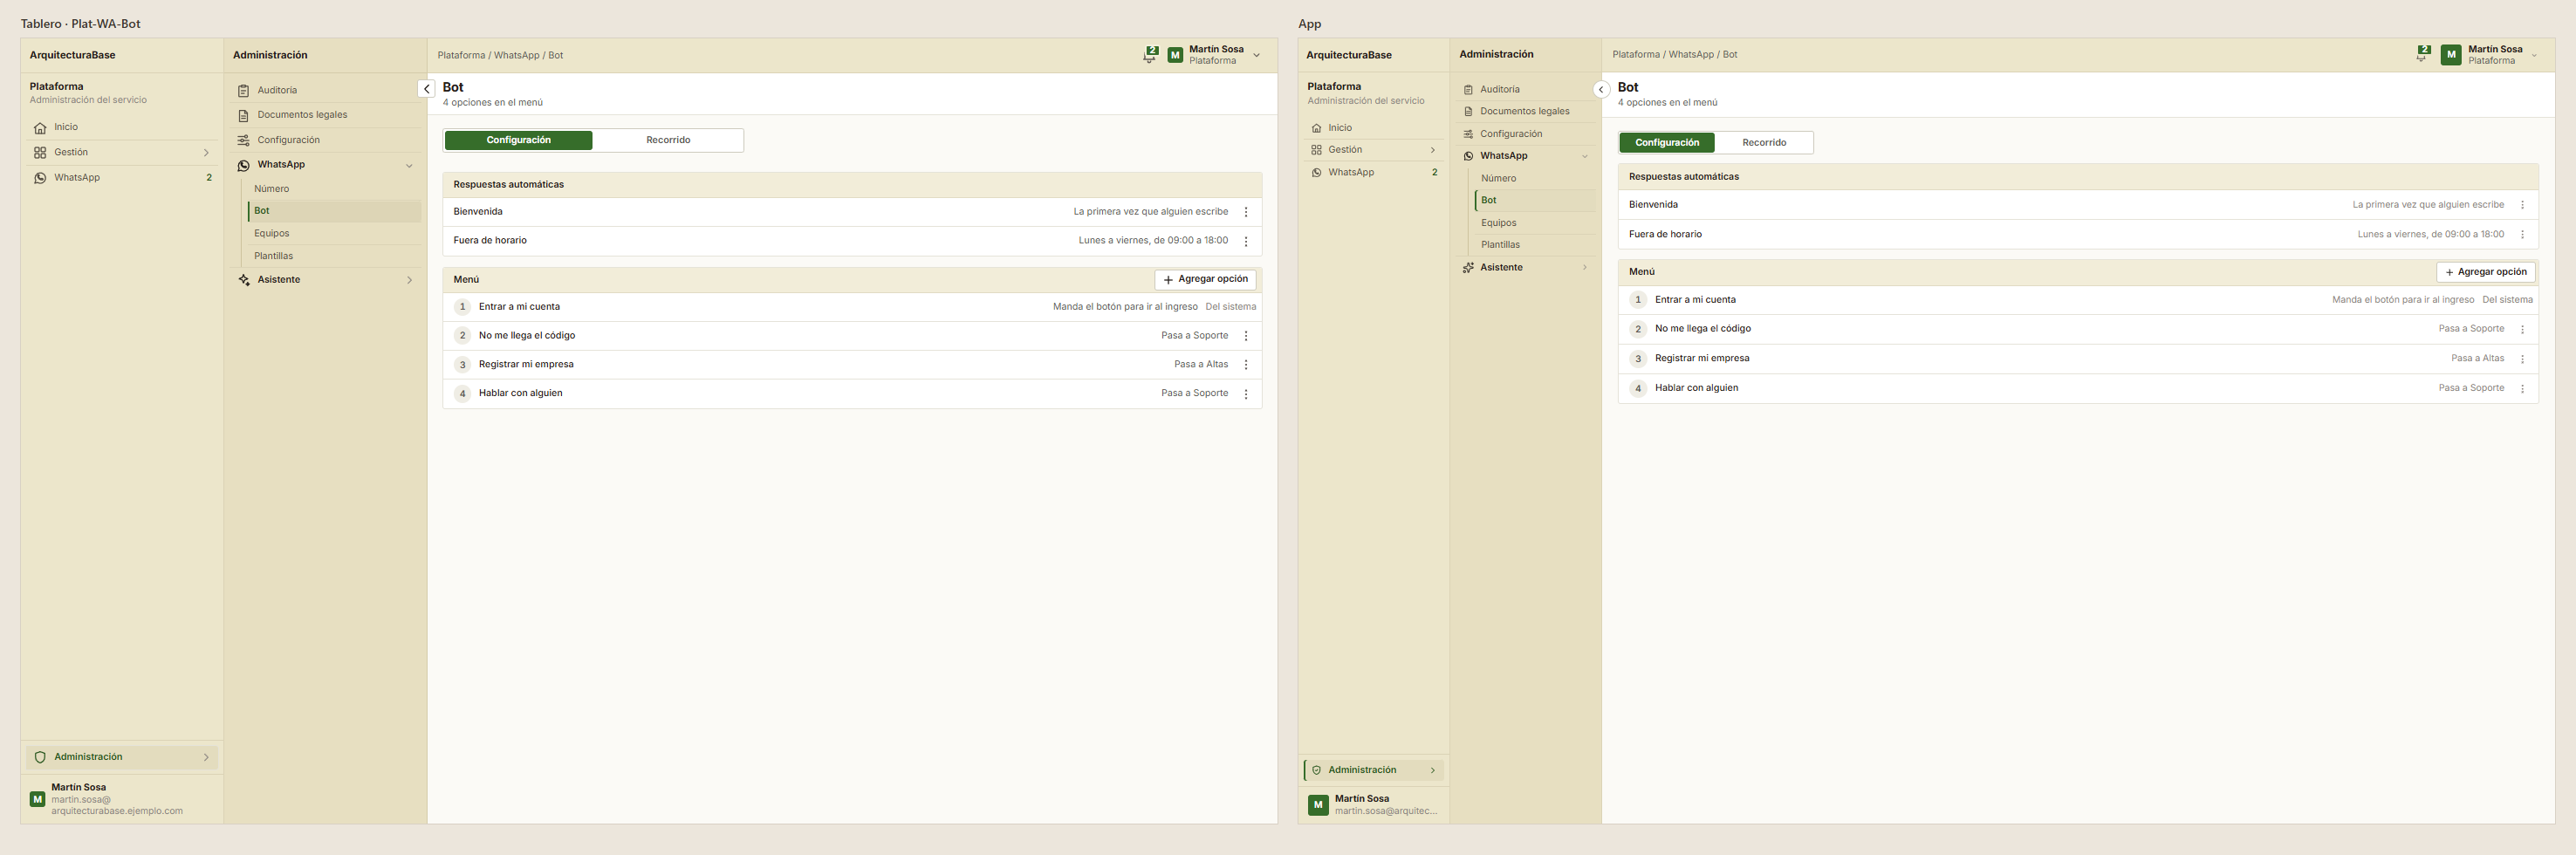 Tablero · Plat-WA-Bot
ArquitecturaBase
Plataforma
Administración del servicio
Inicio
Gestión
WhatsApp 2
Administración
Martín Sosa
martin.sosa@
arquitecturabase.ejemplo.com
Administración
Auditoría
Documentos legales
Configuración
WhatsApp
Número
Bot
Equipos
Plantillas
Asistente
Plataforma / WhatsApp / Bot
2
M
Martín Sosa
Plataforma
Bot
4 opciones en el menú
Configuración Recorrido
Respuestas automáticas
Bienvenida La primera vez que alguien escribe
Fuera de horario Lunes a viernes, de 09:00 a 18:00
Menú Agregar opción
1 Entrar a mi cuenta Manda el botón para ir al ingreso Del sistema
2 No me llega el código Pasa a Soporte
3 Registrar mi empresa Pasa a Altas
4 Hablar con alguien Pasa a Soporte
M
App
ArquitecturaBase
Plataforma
Administración del servicio
Inicio
Gestión
WhatsApp 2
Administración
M
Martín Sosa
martin.sosa@arquitec...
Administración
Auditoría
Documentos legales
Configuración
WhatsApp
Número
Bot
Equipos
Plantillas
Asistente
Plataforma / WhatsApp / Bot
2
M
Martín Sosa
Plataforma
Bot
4 opciones en el menú
Configuración Recorrido
Respuestas automáticas
Bienvenida La primera vez que alguien escribe
Fuera de horario Lunes a viernes, de 09:00 a 18:00
Menú Agregar opción
1 Entrar a mi cuenta Manda el botón para ir al ingreso Del sistema
2 No me llega el código Pasa a Soporte
3 Registrar mi empresa Pasa a Altas
4 Hablar con alguien Pasa a Soporte